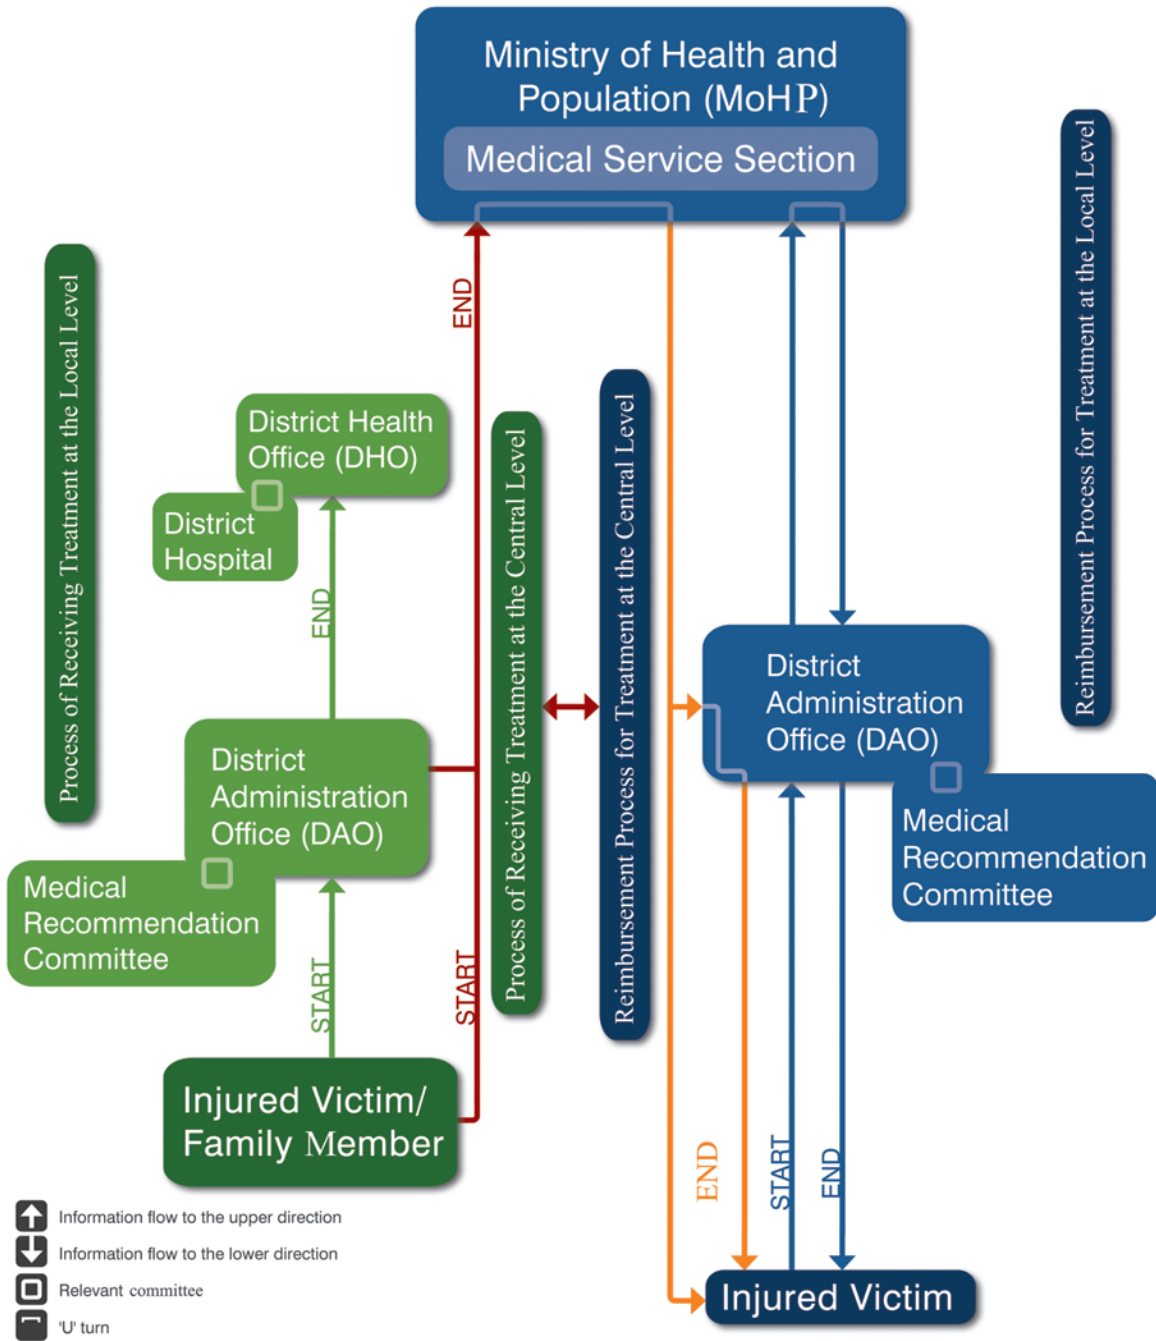 Ministry of Health and
Population (MoHP)
Medical Service Section
Process of Receiving Treatment at the Local Level
END
District Health
Office (DHO)
District
Hospital
END
District
Administration
Office (DAO)
Medical
Recommendation
Committee
START
START
Injured Victim/
Family Member
Process of Receiving Treatment at the Central Level
Reimbursement Process for Treatment at the Central Level
Reimbursement Process for Treatment at the Local Level
District
Administration
Office (DAO)
Medical
Recommendation
Committee
END
START
END
Injured Victim
Information flow to the upper direction
Information flow to the lower direction
Relevant committee
'U' turn